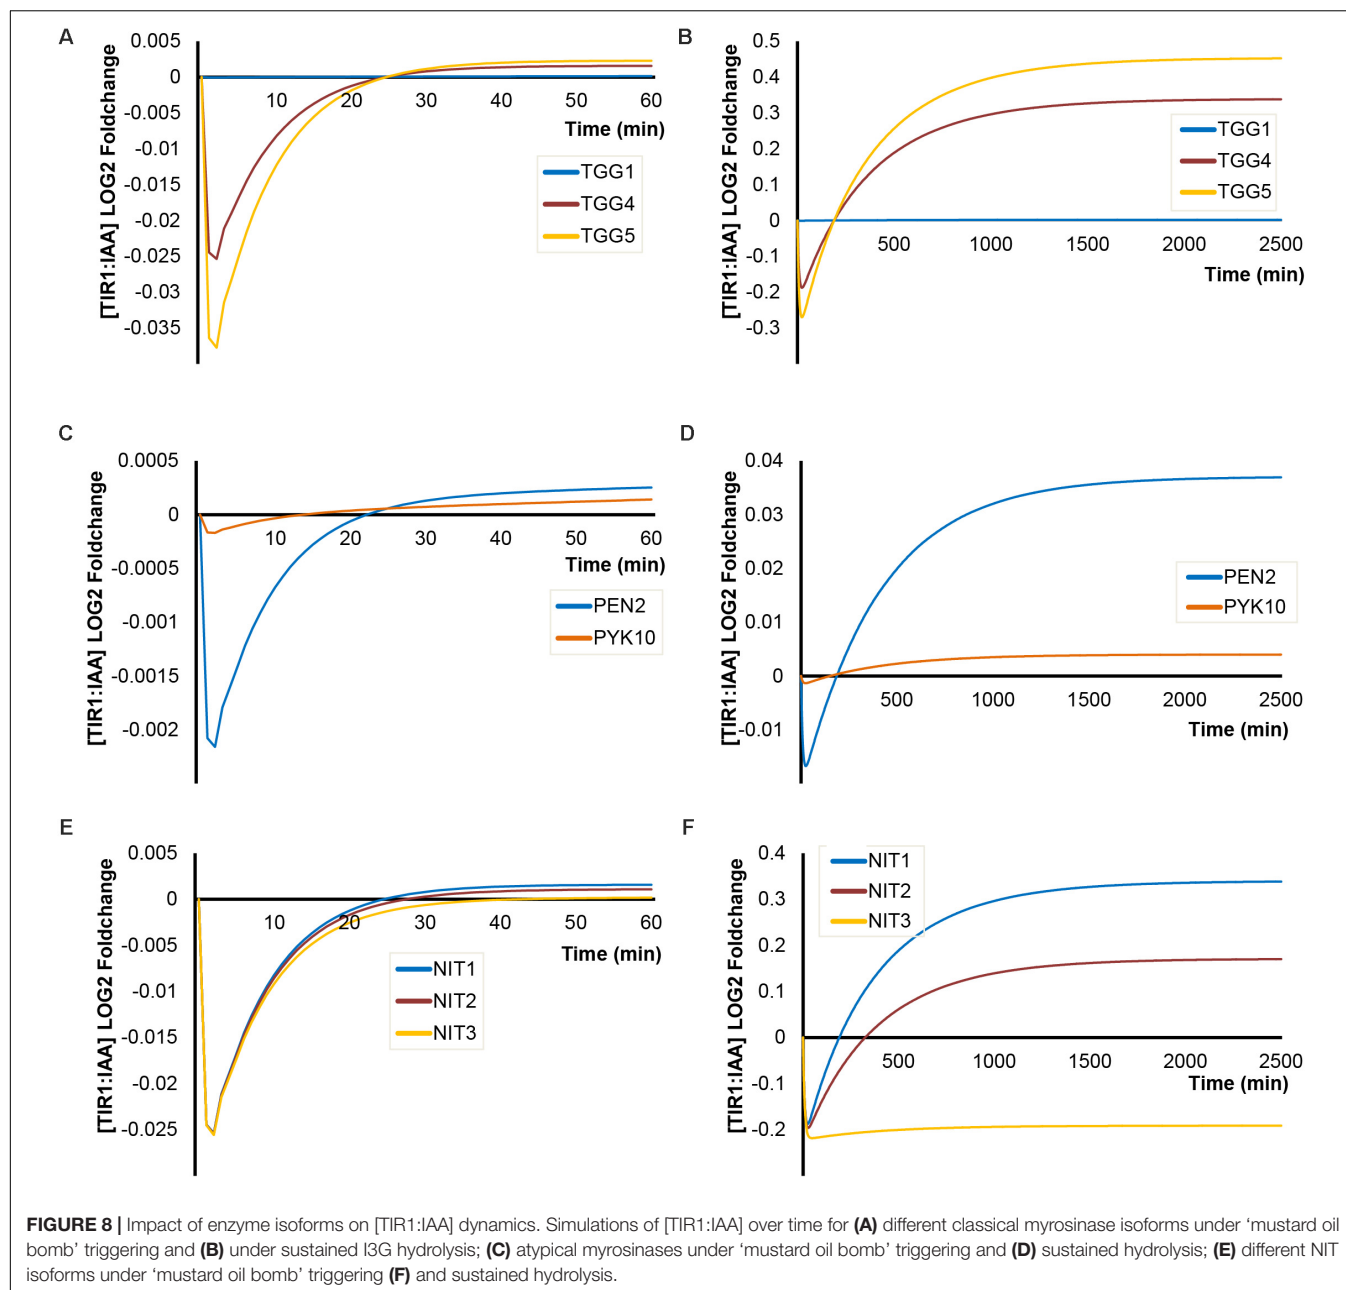 A
[TIR1:IAA] LOG2 Foldchange
0.005
0
-0.005
-0.01
-0.015
-0.02
-0.025
-0.03
-0.035
10
20
30
40
50
60
Time (min)
TGG1
TGG4
TGG5
B
[TIR1:IAA] LOG2 Foldchange
0.5
0.4
0.3
0.2
0.1
0
-0.1
-0.2
-0.3
500
1000
1500
2000
2500
Time (min)
TGG1
TGG4
TGG5
C
[TIR1:IAA] LOG2 Foldchange
0.0005
0
-0.0005
-0.001
-0.0015
-0.002
10
20
30
40
50
60
Time (min)
PEN2
PYK10
D
[TIR1:IAA] LOG2 Foldchange
0.04
0.03
0.02
0.01
0
-0.01
500
1000
1500
2000
2500
Time (min)
PEN2
PYK10
E
[TIR1:IAA] LOG2 Foldchange
0.005
0
-0.005
-0.01
-0.015
-0.02
-0.025
10
20
30
40
50
60
Time (min)
NIT1
NIT2
NIT3
F
[TIR1:IAA] LOG2 Foldchange
0.4
0.3
0.2
0.1
0
-0.1
-0.2
500
1000
1500
2000
2500
Time (min)
NIT1
NIT2
NIT3
FIGURE 8 | Impact of enzyme isoforms on [TIR1:IAA] dynamics. Simulations of [TIR1:IAA] over time for (A) different classical myrosinase isoforms under ‘mustard oil
bomb’ triggering and (B) under sustained I3G hydrolysis; (C) atypical myrosinases under ‘mustard oil bomb’ triggering and (D) sustained hydrolysis; (E) different NIT
isoforms under ‘mustard oil bomb’ triggering (F) and sustained hydrolysis.